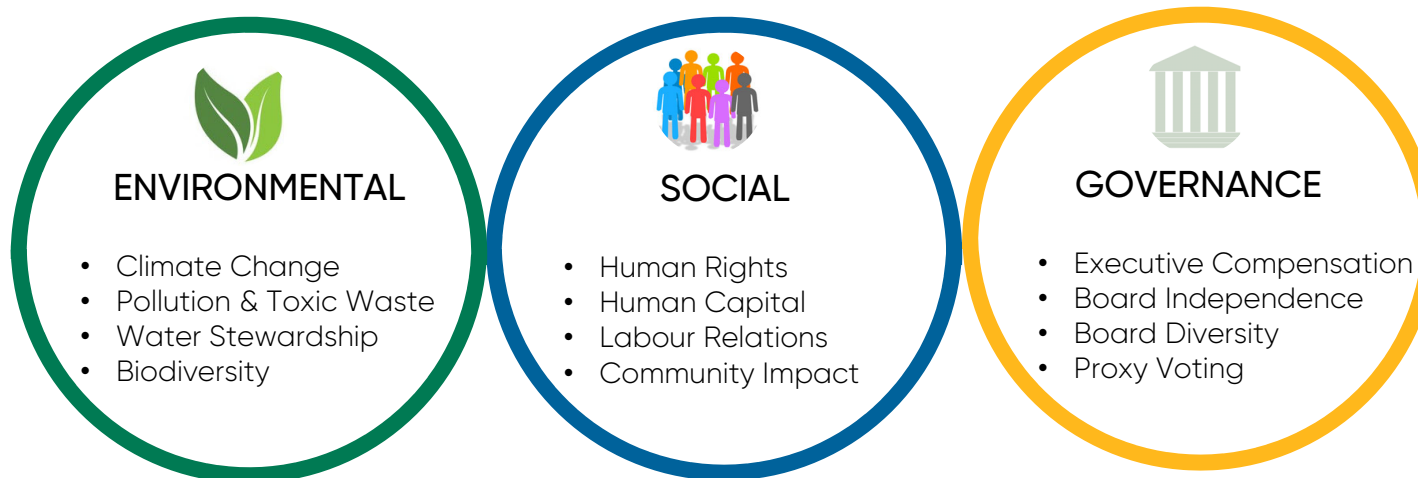 ENVIRONMENTAL
• Climate Change
• Pollution & Toxic Waste
• Water Stewardship
• Biodiversity
SOCIAL
• Human Rights
• Human Capital
• Labour Relations
• Community Impact
GOVERNANCE
• Executive Compensation
• Board Independence
• Board Diversity
• Proxy Voting